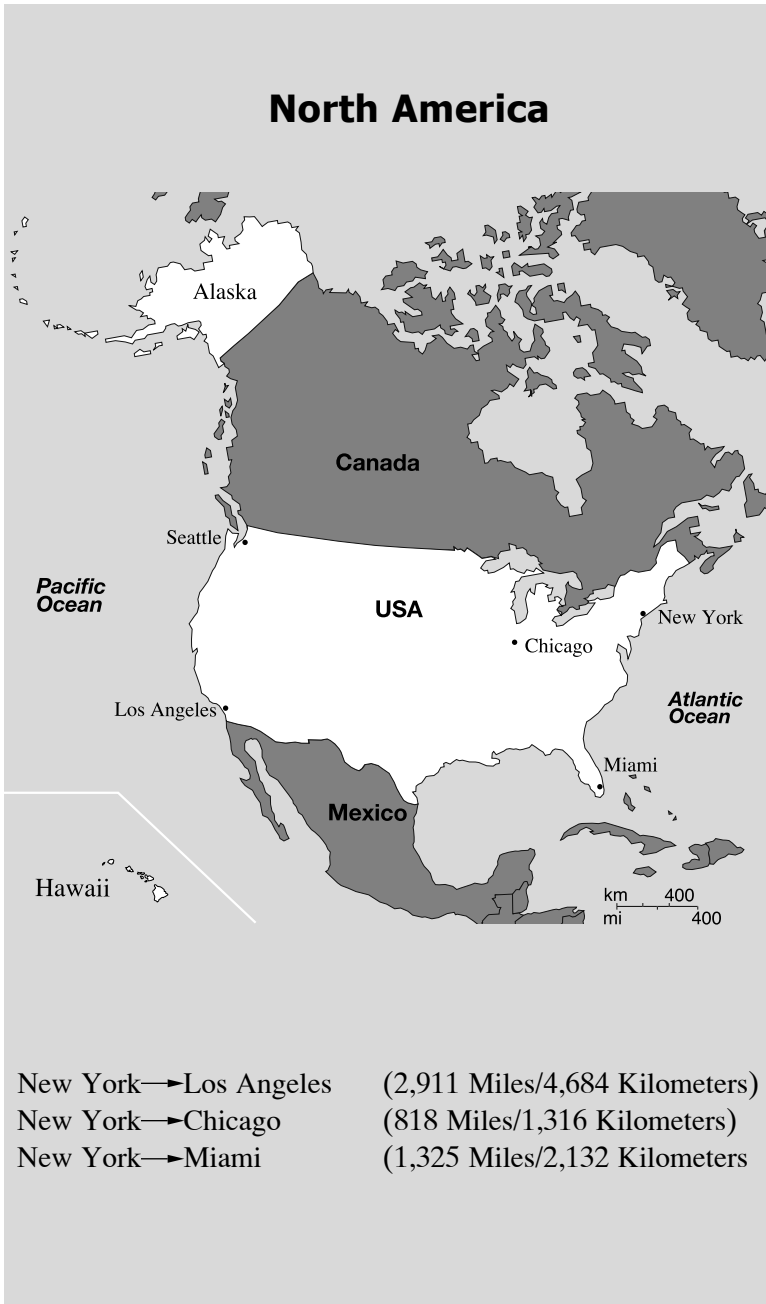 North America
Alaska
Canada
Seattle
Pacific
Ocean
USA
New York
Chicago
Atlantic
Ocean
Los Angeles
Miami
Mexico
Hawaii
km 400
mi 400
New York→Los Angeles (2,911 Miles/4,684 Kilometers)
New York→Chicago (818 Miles/1,316 Kilometers)
New York→Miami (1,325 Miles/2,132 Kilometers